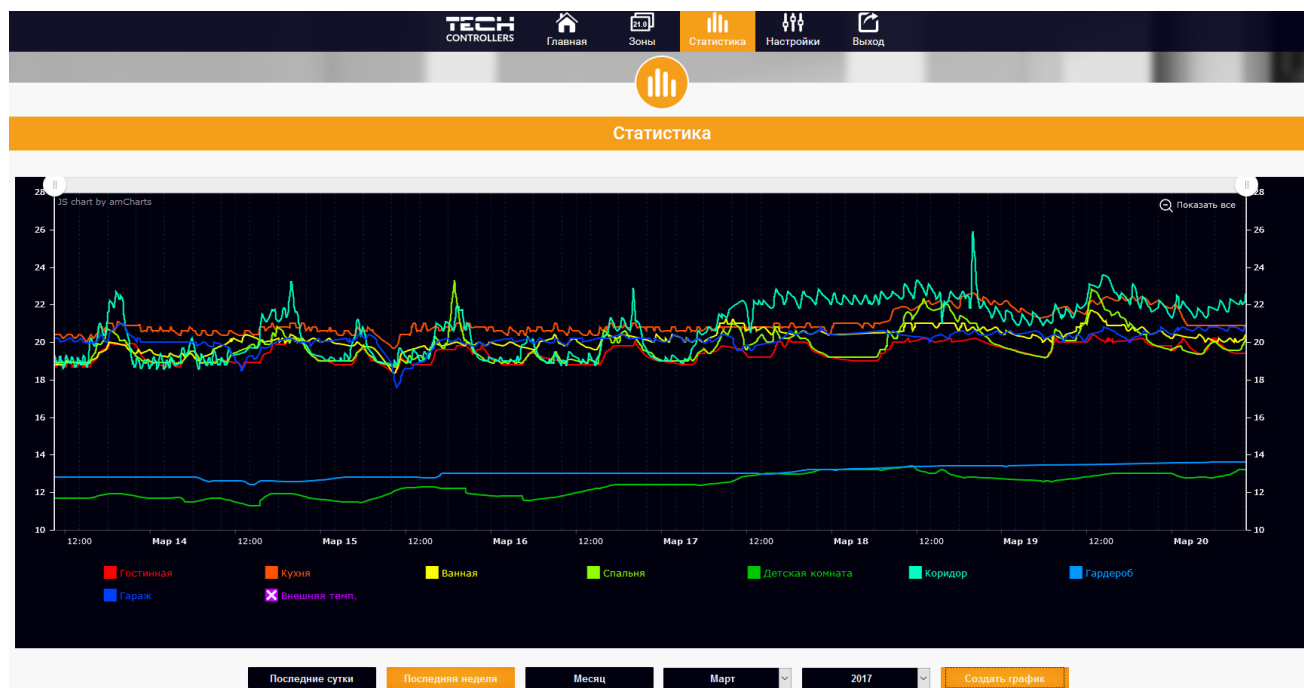 TECH
CONTROLLERS
Главная
21.0
Зоны
Статистика
Настройки
Выход
Статистика
JS chart by amCharts
Показать все
28 28
26 26
24 24
22 22
20 20
18 18
16 16
14 14
12 12
10 10
12:00 Мар 14 12:00 Мар 15 12:00 Мар 16 12:00 Мар 17 12:00 Мар 18 12:00 Мар 19 12:00 Мар 20
Гостинная Кухня Ванная Спальня Детская комната Коридор Гардероб
Гараж Внешняя темп.
Последние сутки Последняя неделя Месяц Март 2017 Создать график